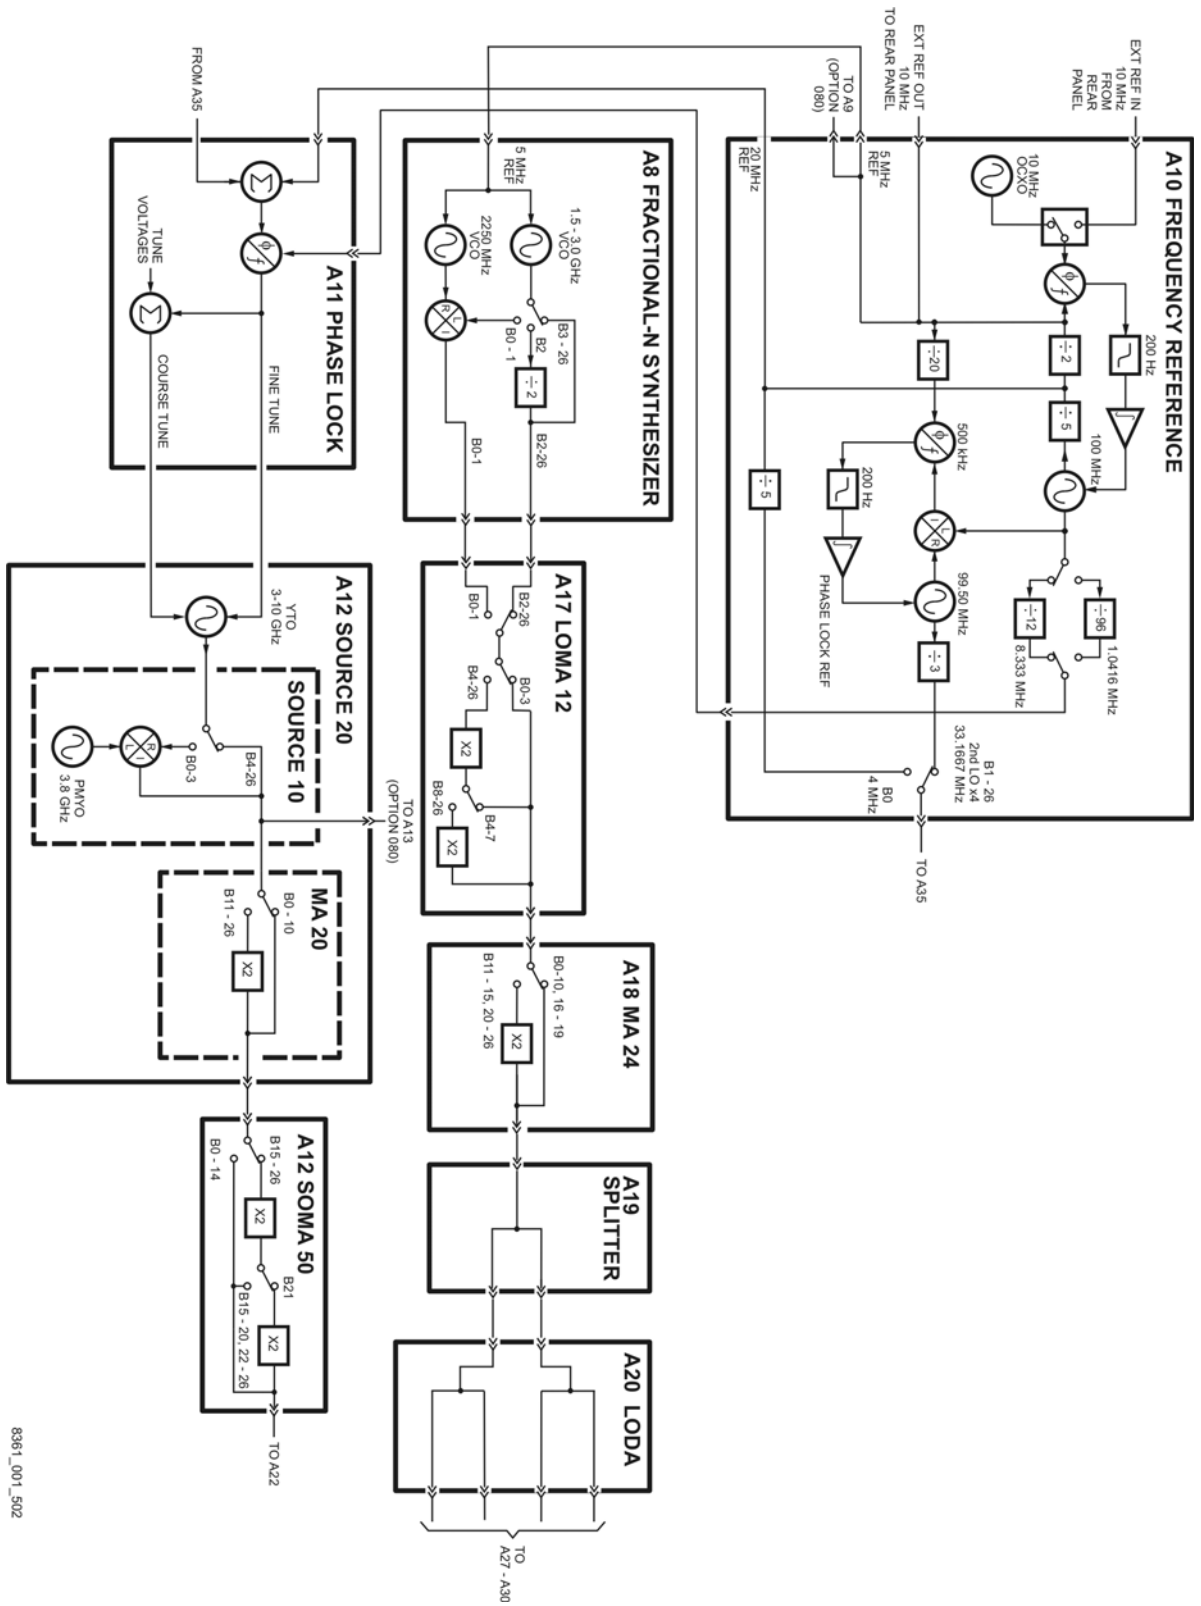 A10 FREQUENCY REFERENCE
EXT REF IN
10 MHz
FROM
REAR
PANEL
10 MHz
OCXO
ϕ
f
200 Hz
÷2
÷5
100 MHz
÷96
1.0416 MHz
÷12
8.333 MHz
EXT REF OUT
10 MHz
TO REAR PANEL
÷20
500 kHz
ϕ
f
200 Hz
L
R
I
PHASE LOCK REF
99.50 MHz
÷3
B1 - 26
2nd LO x4
33.1667 MHz
B0
4 MHz
TO A35
TO A9
(OPTION
080)
5 MHz
REF
20 MHz
REF
÷5
A8 FRACTIONAL-N SYNTHESIZER
5 MHz
REF
1.5 - 3.0 GHz
VCO
2250 MHz
VCO
R
L
I
B3 - 26
B2
B0 - 1
÷2
B2-26
B0-1
A17 LOMA 12
B2-26
B0-1
B0-3
B4-26
X2
B4-7
B8-26
X2
A18 MA 24
B0-10, 16 - 19
B11 - 15, 20 - 26
X2
A19
SPLITTER
A20 LODA
TO
A27 - A30
A11 PHASE LOCK
FROM A35
Σ
ϕ
f
TUNE
VOLTAGES
Σ
FINE TUNE
COURSE TUNE
A12 SOURCE 20
YTO
3-10 GHz
SOURCE 10
B4-26
B0-3
R
L
I
PMYO
3.8 GHz
TO A13
(OPTION 080)
MA 20
B0 - 10
B11 - 26
X2
A12 SOMA 50
B15 - 26
B0 - 14
X2
B21
B15 - 20, 22 - 26
X2
TO A22
8361_001_502